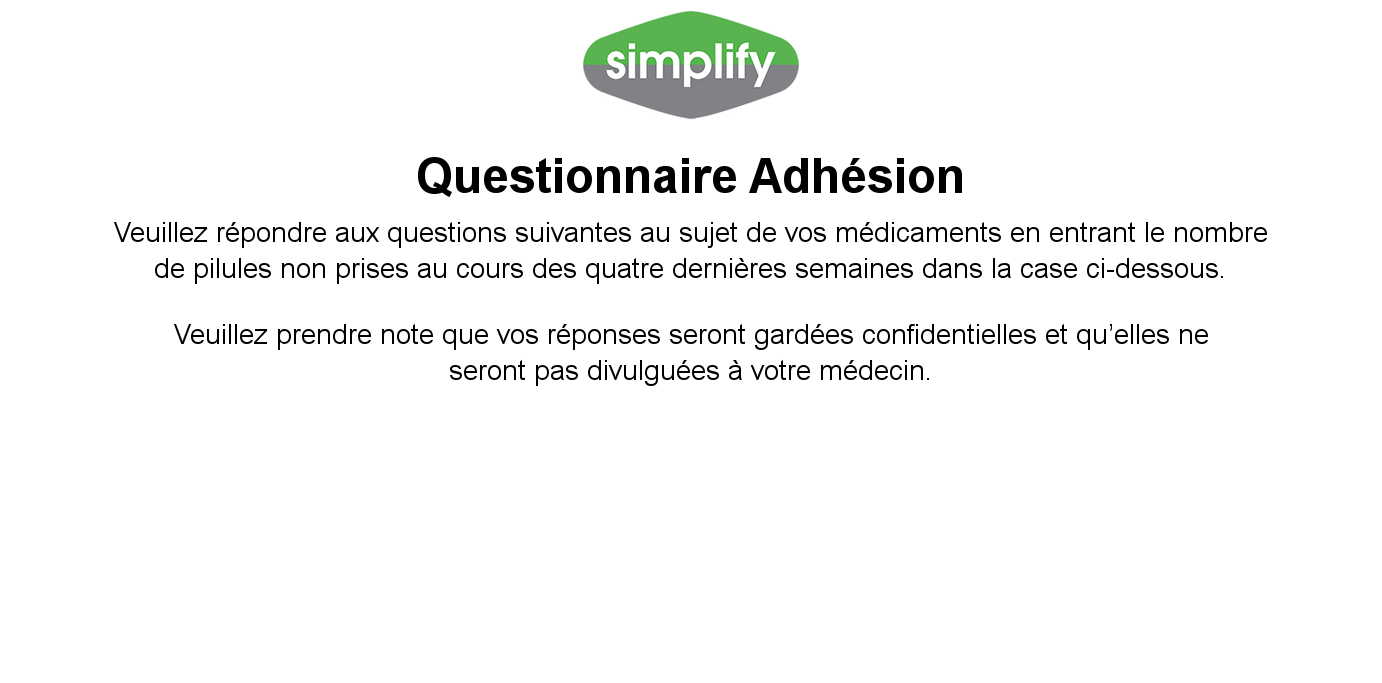 simplify
Questionnaire Adhésion
Veuillez répondre aux questions suivantes au sujet de vos médicaments en entrant le nombre
de pilules non prises au cours des quatre dernières semaines dans la case ci-dessous.
Veuillez prendre note que vos réponses seront gardées confidentielles et qu’elles ne
seront pas divulguées à votre médecin.